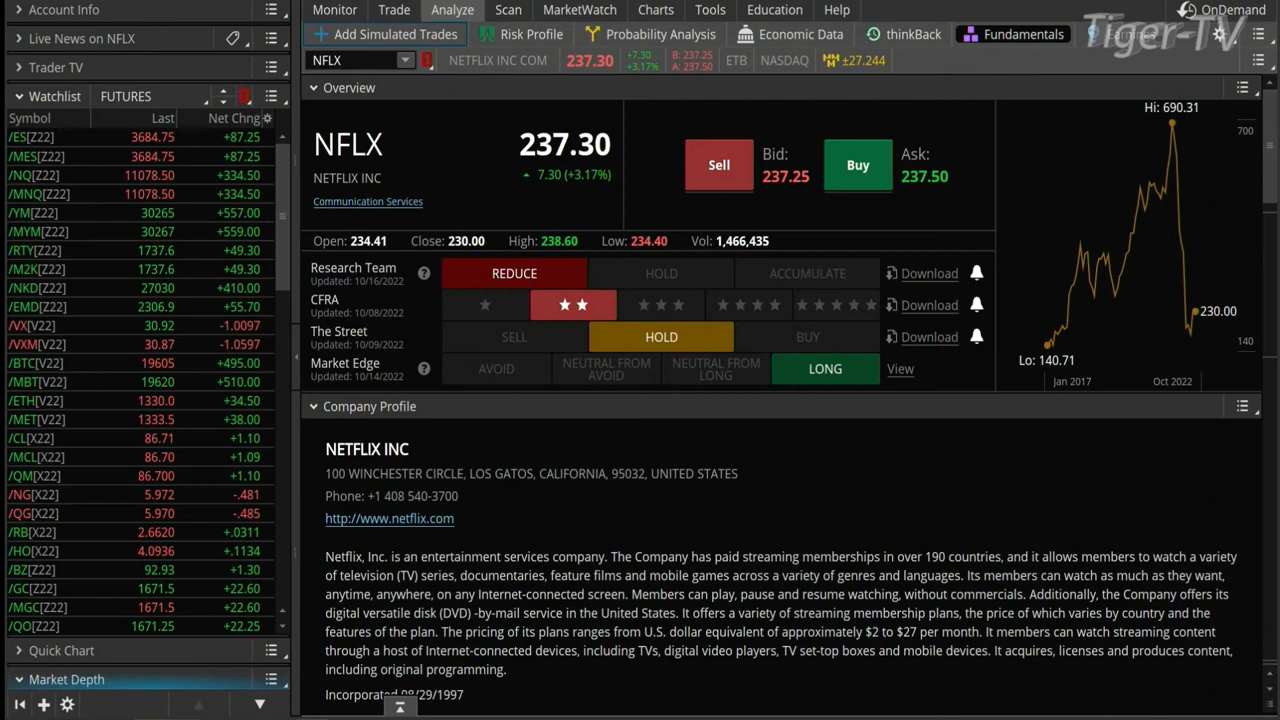 Account Info
Live News on NFLX
Trader TV
Watchlist FUTURES
Symbol Last Net Chng
/ES[Z22] 3684.75 +87.25
/MES[Z22] 3684.75 +87.25
/NQ[Z22] 11078.50 +334.50
/MNQ[Z22] 11078.50 +334.50
/YM[Z22] 30265 +557.00
/MYM[Z22] 30267 +559.00
/RTY[Z22] 1737.6 +49.30
/M2K[Z22] 1737.6 +49.30
/NKD[Z22] 27030 +410.00
/EMD[Z22] 2306.9 +55.70
/VX[V22] 30.92 -1.0097
/VXM[V22] 30.87 -1.0597
/BTC[V22] 19605 +495.00
/MBT[V22] 19620 +510.00
/ETH[V22] 1330.0 +34.50
/MET[V22] 1333.5 +38.00
/CL[X22] 86.71 +1.10
/MCL[X22] 86.70 +1.09
/QM[X22] 86.700 +1.10
/NG[X22] 5.972 -.481
/QG[X22] 5.970 -.485
/RB[X22] 2.6620 +.0311
/HO[X22] 4.0936 +.1134
/BZ[Z22] 92.93 +1.30
/GC[Z22] 1671.5 +22.60
/MGC[Z22] 1671.5 +22.60
/QO[Z22] 1671.25 +22.25
Quick Chart
Market Depth
Monitor Trade Analyze Scan MarketWatch Charts Tools Education Help OnDemand
Tiger-TV
Add Simulated Trades Risk Profile Probability Analysis Economic Data thinkBack Fundamentals
NFLX 1 NETFLIX INC COM 237.30 +7.30 +3.17% B: 237.25 A: 237.50 ETB NASDAQ ±27.244
Overview
NFLX 237.30
NETFLIX INC 7.30 (+3.17%)
Communication Services
Sell Bid: 237.25 Buy Ask: 237.50
Open: 234.41 Close: 230.00 High: 238.60 Low: 234.40 Vol: 1,466,435
Research Team REDUCE HOLD ACCUMULATE Download
Updated: 10/16/2022
CFRA Download
Updated: 10/08/2022
The Street SELL HOLD BUY Download
Updated: 10/09/2022
Market Edge AVOID NEUTRAL FROM AVOID NEUTRAL FROM LONG LONG View
Updated: 10/14/2022
Hi: 690.31
700
230.00
140
Lo: 140.71
Jan 2017 Oct 2022
Company Profile
NETFLIX INC
100 WINCHESTER CIRCLE, LOS GATOS, CALIFORNIA, 95032, UNITED STATES
Phone: +1 408 540-3700
http://www.netflix.com
Netflix, Inc. is an entertainment services company. The Company has paid streaming memberships in over 190 countries, and it allows members to watch a variety
of television (TV) series, documentaries, feature films and mobile games across a variety of genres and languages. Its members can watch as much as they want,
anytime, anywhere, on any Internet-connected screen. Members can play, pause and resume watching, without commercials. Additionally, the Company offers its
digital versatile disk (DVD) -by-mail service in the United States. It offers a variety of streaming membership plans, the price of which varies by country and the
features of the plan. The pricing of its plans ranges from U.S. dollar equivalent of approximately $2 to $27 per month. It members can watch streaming content
through a host of Internet-connected devices, including TVs, digital video players, TV set-top boxes and mobile devices. It acquires, licenses and produces content,
including original programming.
Incorporated 08/29/1997